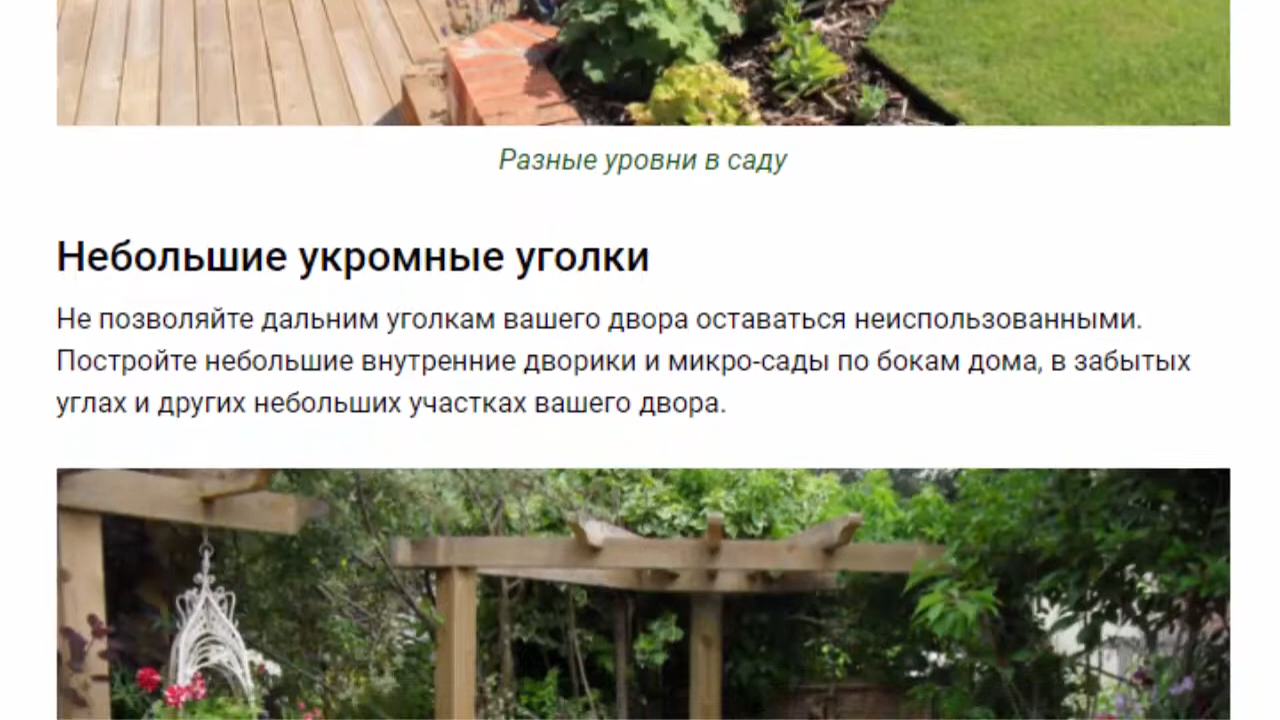 Разные уровни в саду
Небольшие укромные уголки
Не позволяйте дальним уголкам вашего двора оставаться неиспользованными.
Постройте небольшие внутренние дворики и микро-сады по бокам дома, в забытых
углах и других небольших участках вашего двора.